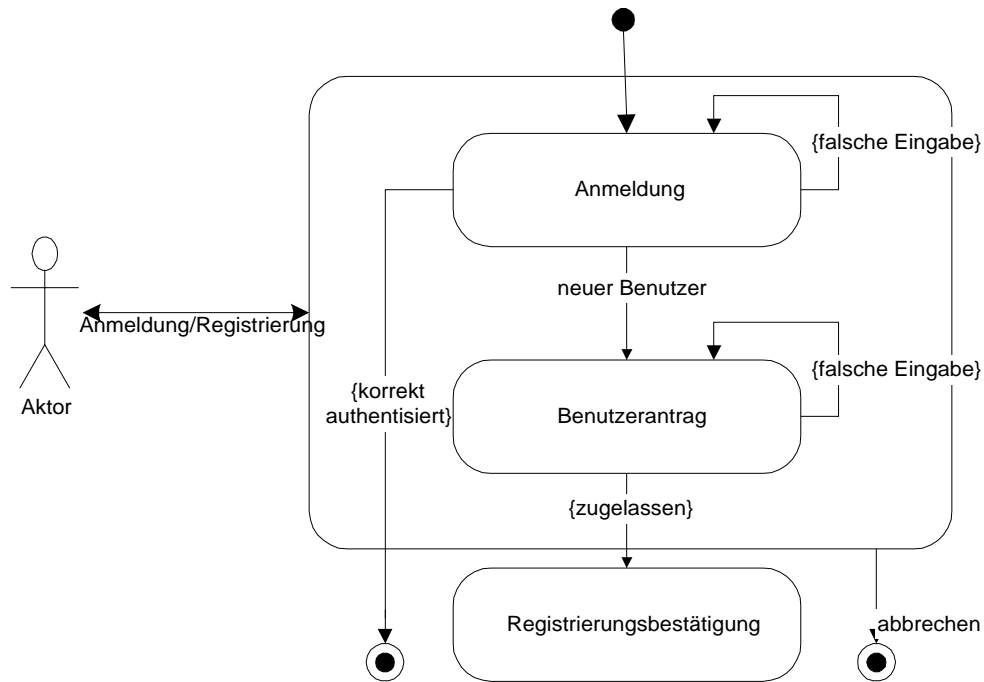 {falsche Eingabe}
Anmeldung
neuer Benutzer
Anmeldung/Registrierung
{falsche Eingabe}
{korrekt
authentisiert}
Aktor
Benutzerantrag
{zugelassen}
Registrierungsbestätigung
abbrechen